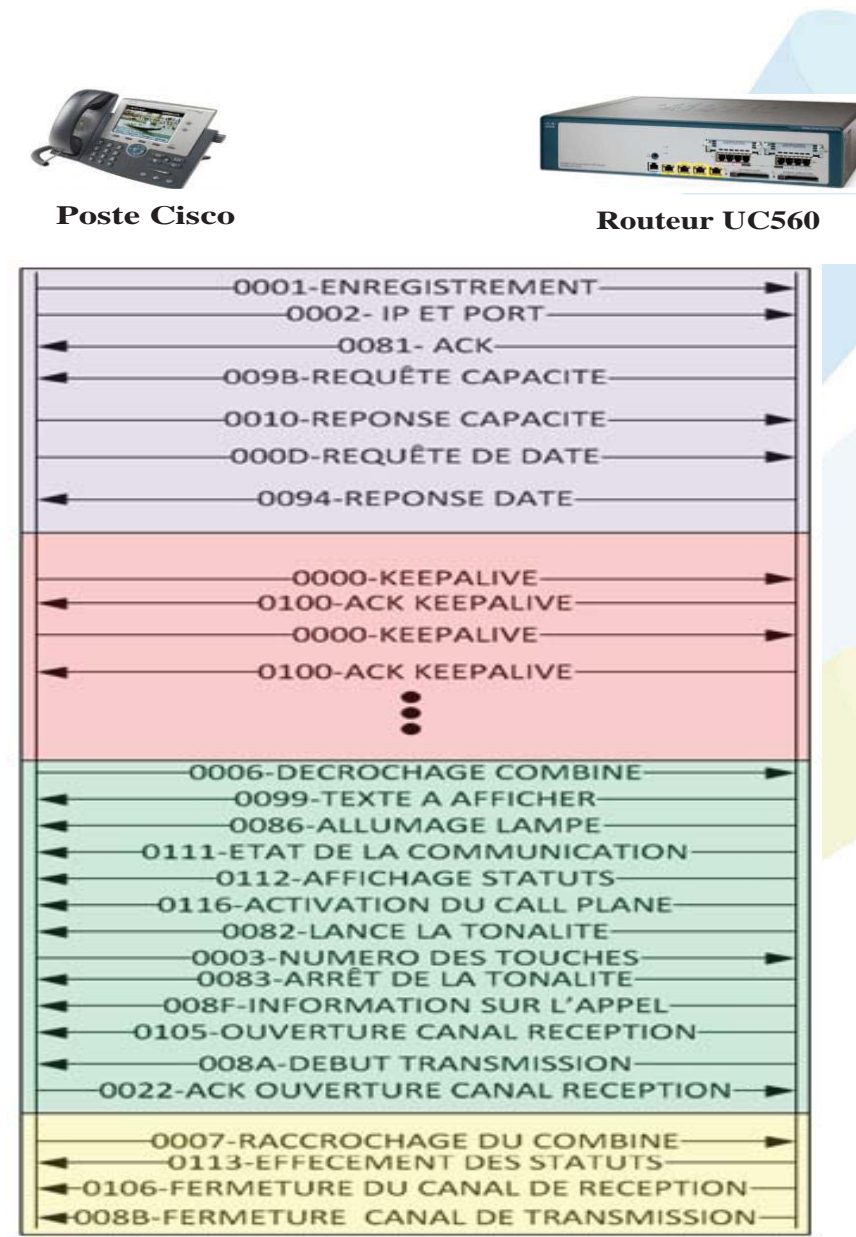 Poste Cisco
Routeur UC560
0001-ENREGISTREMENT
0002- IP ET PORT
0081- ACK
009B-REQUÊTE CAPACITE
0010-REPONSE CAPACITE
000D-REQUÊTE DE DATE
0094-REPONSE DATE
0000-KEEPALIVE
0100-ACK KEEPALIVE
0000-KEEPALIVE
0100-ACK KEEPALIVE
0006-DECROCHAGE COMBINE
0099-TEXTE A AFFICHER
0086-ALLUMAGE LAMPE
0111-ETAT DE LA COMMUNICATION
0112-AFFICHAGE STATUTS
0116-ACTIVATION DU CALL PLANE
0082-LANCE LA TONALITE
0003-NUMERO DES TOUCHES
0083-ARRÊT DE LA TONALITE
008F-INFORMATION SUR L'APPEL
0105-OUVERTURE CANAL RECEPTION
008A-DEBUT TRANSMISSION
0022-ACK OUVERTURE CANAL RECEPTION
0007-RACCROCHAGE DU COMBINE
0113-EFFECEMENT DES STATUTS
0106-FERMETURE DU CANAL DE RECEPTION
008B-FERMETURE CANAL DE TRANSMISSION